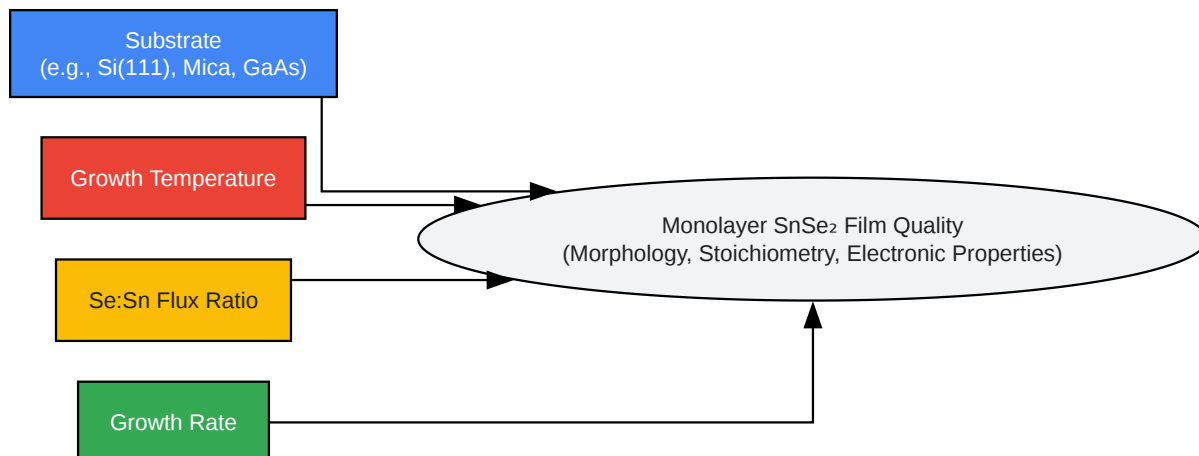 Substrate
(e.g., Si(111), Mica, GaAs)
Growth Temperature
Monolayer SnSe₂ Film Quality
(Morphology, Stoichiometry, Electronic Properties)
Se:Sn Flux Ratio
Growth Rate